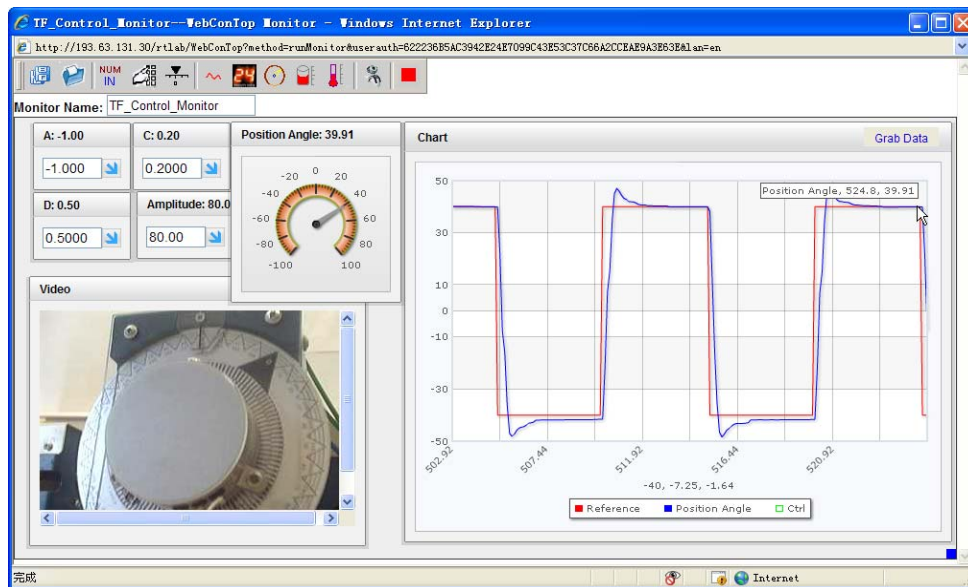 TF_Control_Monitor--WebConTop Monitor - Windows Internet Explorer
http://193.63.131.30/rtlab/WebConTop?method=runMonitor&userauth=622236B5AC3942E24E7099C43E53C37C66A2CCEAE9A3E63E&lan=en
NUM IN
24
Monitor Name: TF_Control_Monitor
A: -1.00
C: 0.20
Position Angle: 39.91
Chart
Grab Data
-1.000
0.2000
D: 0.50
Amplitude: 80.0
0.5000
80.00
-100
-80
-60
-40
-20
0
20
40
60
80
100
Video
Position Angle, 524.8, 39.91
50
30
10
0
-10
-30
-50
502.92
507.44
511.92
516.44
520.92
-40, -7.25, -1.64
Reference
Position Angle
Ctrl
完成
Internet